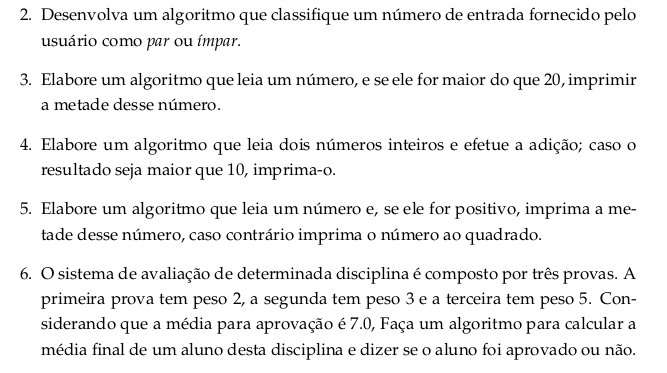 2. Desenvolva um algoritmo que classifique um número de entrada fornecido pelo
usuário como par ou ímpar.
3. Elabore um algoritmo que leia um número, e se ele for maior do que 20, imprimir
a metade desse número.
4. Elabore um algoritmo que leia dois números inteiros e efetue a adição; caso o
resultado seja maior que 10, imprima-o.
5. Elabore um algoritmo que leia um número e, se ele for positivo, imprima a me-
tade desse número, caso contrário imprima o número ao quadrado.
6. O sistema de avaliação de determinada disciplina é composto por três provas. A
primeira prova tem peso 2, a segunda tem peso 3 e a terceira tem peso 5. Con-
siderando que a média para aprovação é 7.0, Faça um algoritmo para calcular a
média final de um aluno desta disciplina e dizer se o aluno foi aprovado ou não.